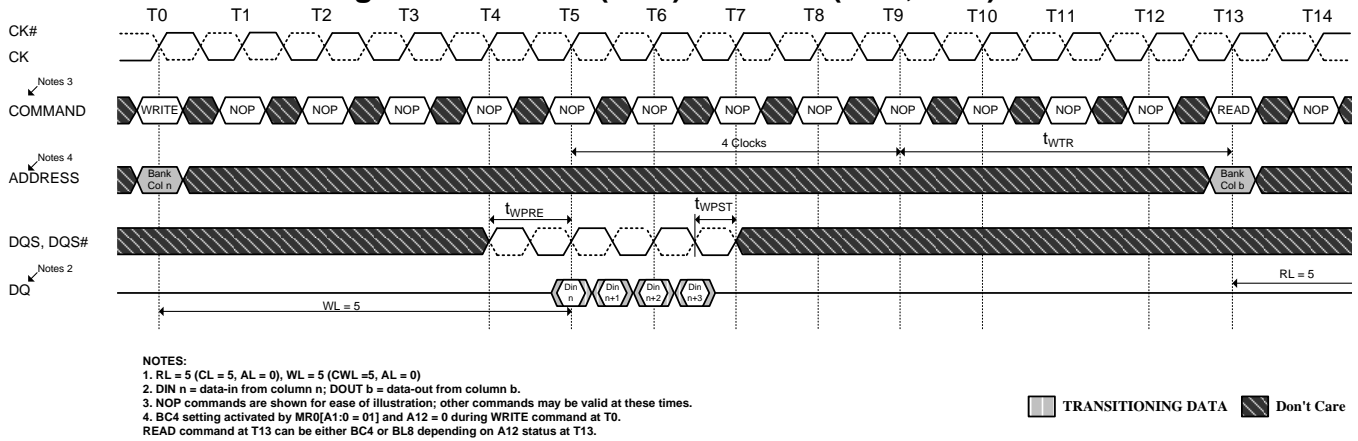 T0 T1 T2 T3 T4 T5 T6 T7 T8 T9 T10 T11 T12 T13 T14
CK#
CK
Notes 3
COMMAND WRITE NOP NOP NOP NOP NOP NOP NOP NOP NOP NOP NOP NOP READ NOP
4 Clocks tWTR
Notes 4
ADDRESS
Bank Col n
Bank Col b
tWPRE tWPST
DQS, DQS#
Notes 2
DQ
Din n
Din n+1
Din n+2
Din n+3
RL = 5
WL = 5
NOTES:
1. RL = 5 (CL = 5, AL = 0), WL = 5 (CWL =5, AL = 0)
2. DIN n = data-in from column n; DOUT b = data-out from column b.
3. NOP commands are shown for ease of illustration; other commands may be valid at these times.
4. BC4 setting activated by MR0[A1:0 = 01] and A12 = 0 during WRITE command at T0.
READ command at T13 can be either BC4 or BL8 depending on A12 status at T13.
TRANSITIONING DATA Don't Care